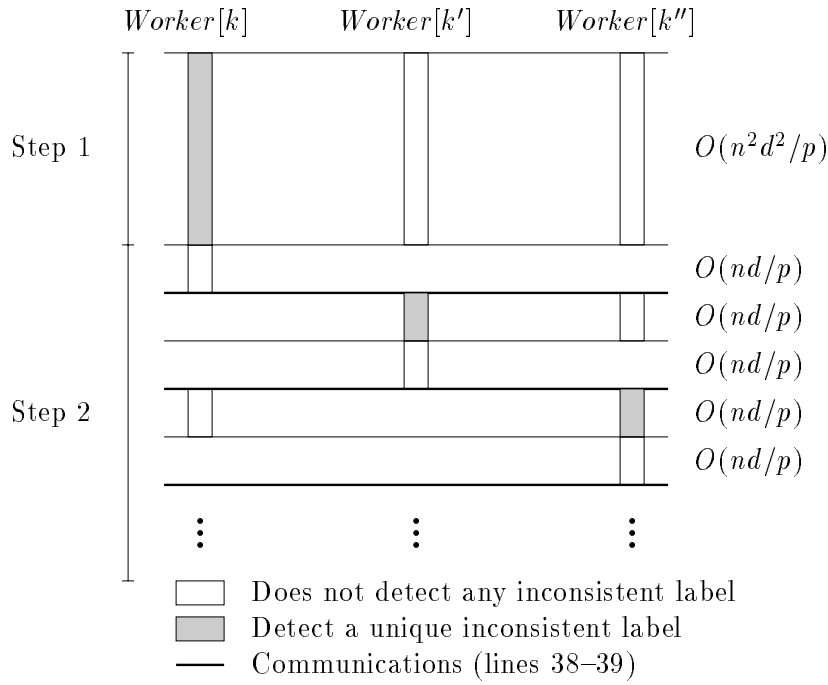 Worker[k] Worker[k′] Worker[k′′]
Step 1
O(n²d²/p)
O(nd/p)
O(nd/p)
O(nd/p)
Step 2
O(nd/p)
O(nd/p)
Does not detect any inconsistent label
Detect a unique inconsistent label
Communications (lines 38–39)